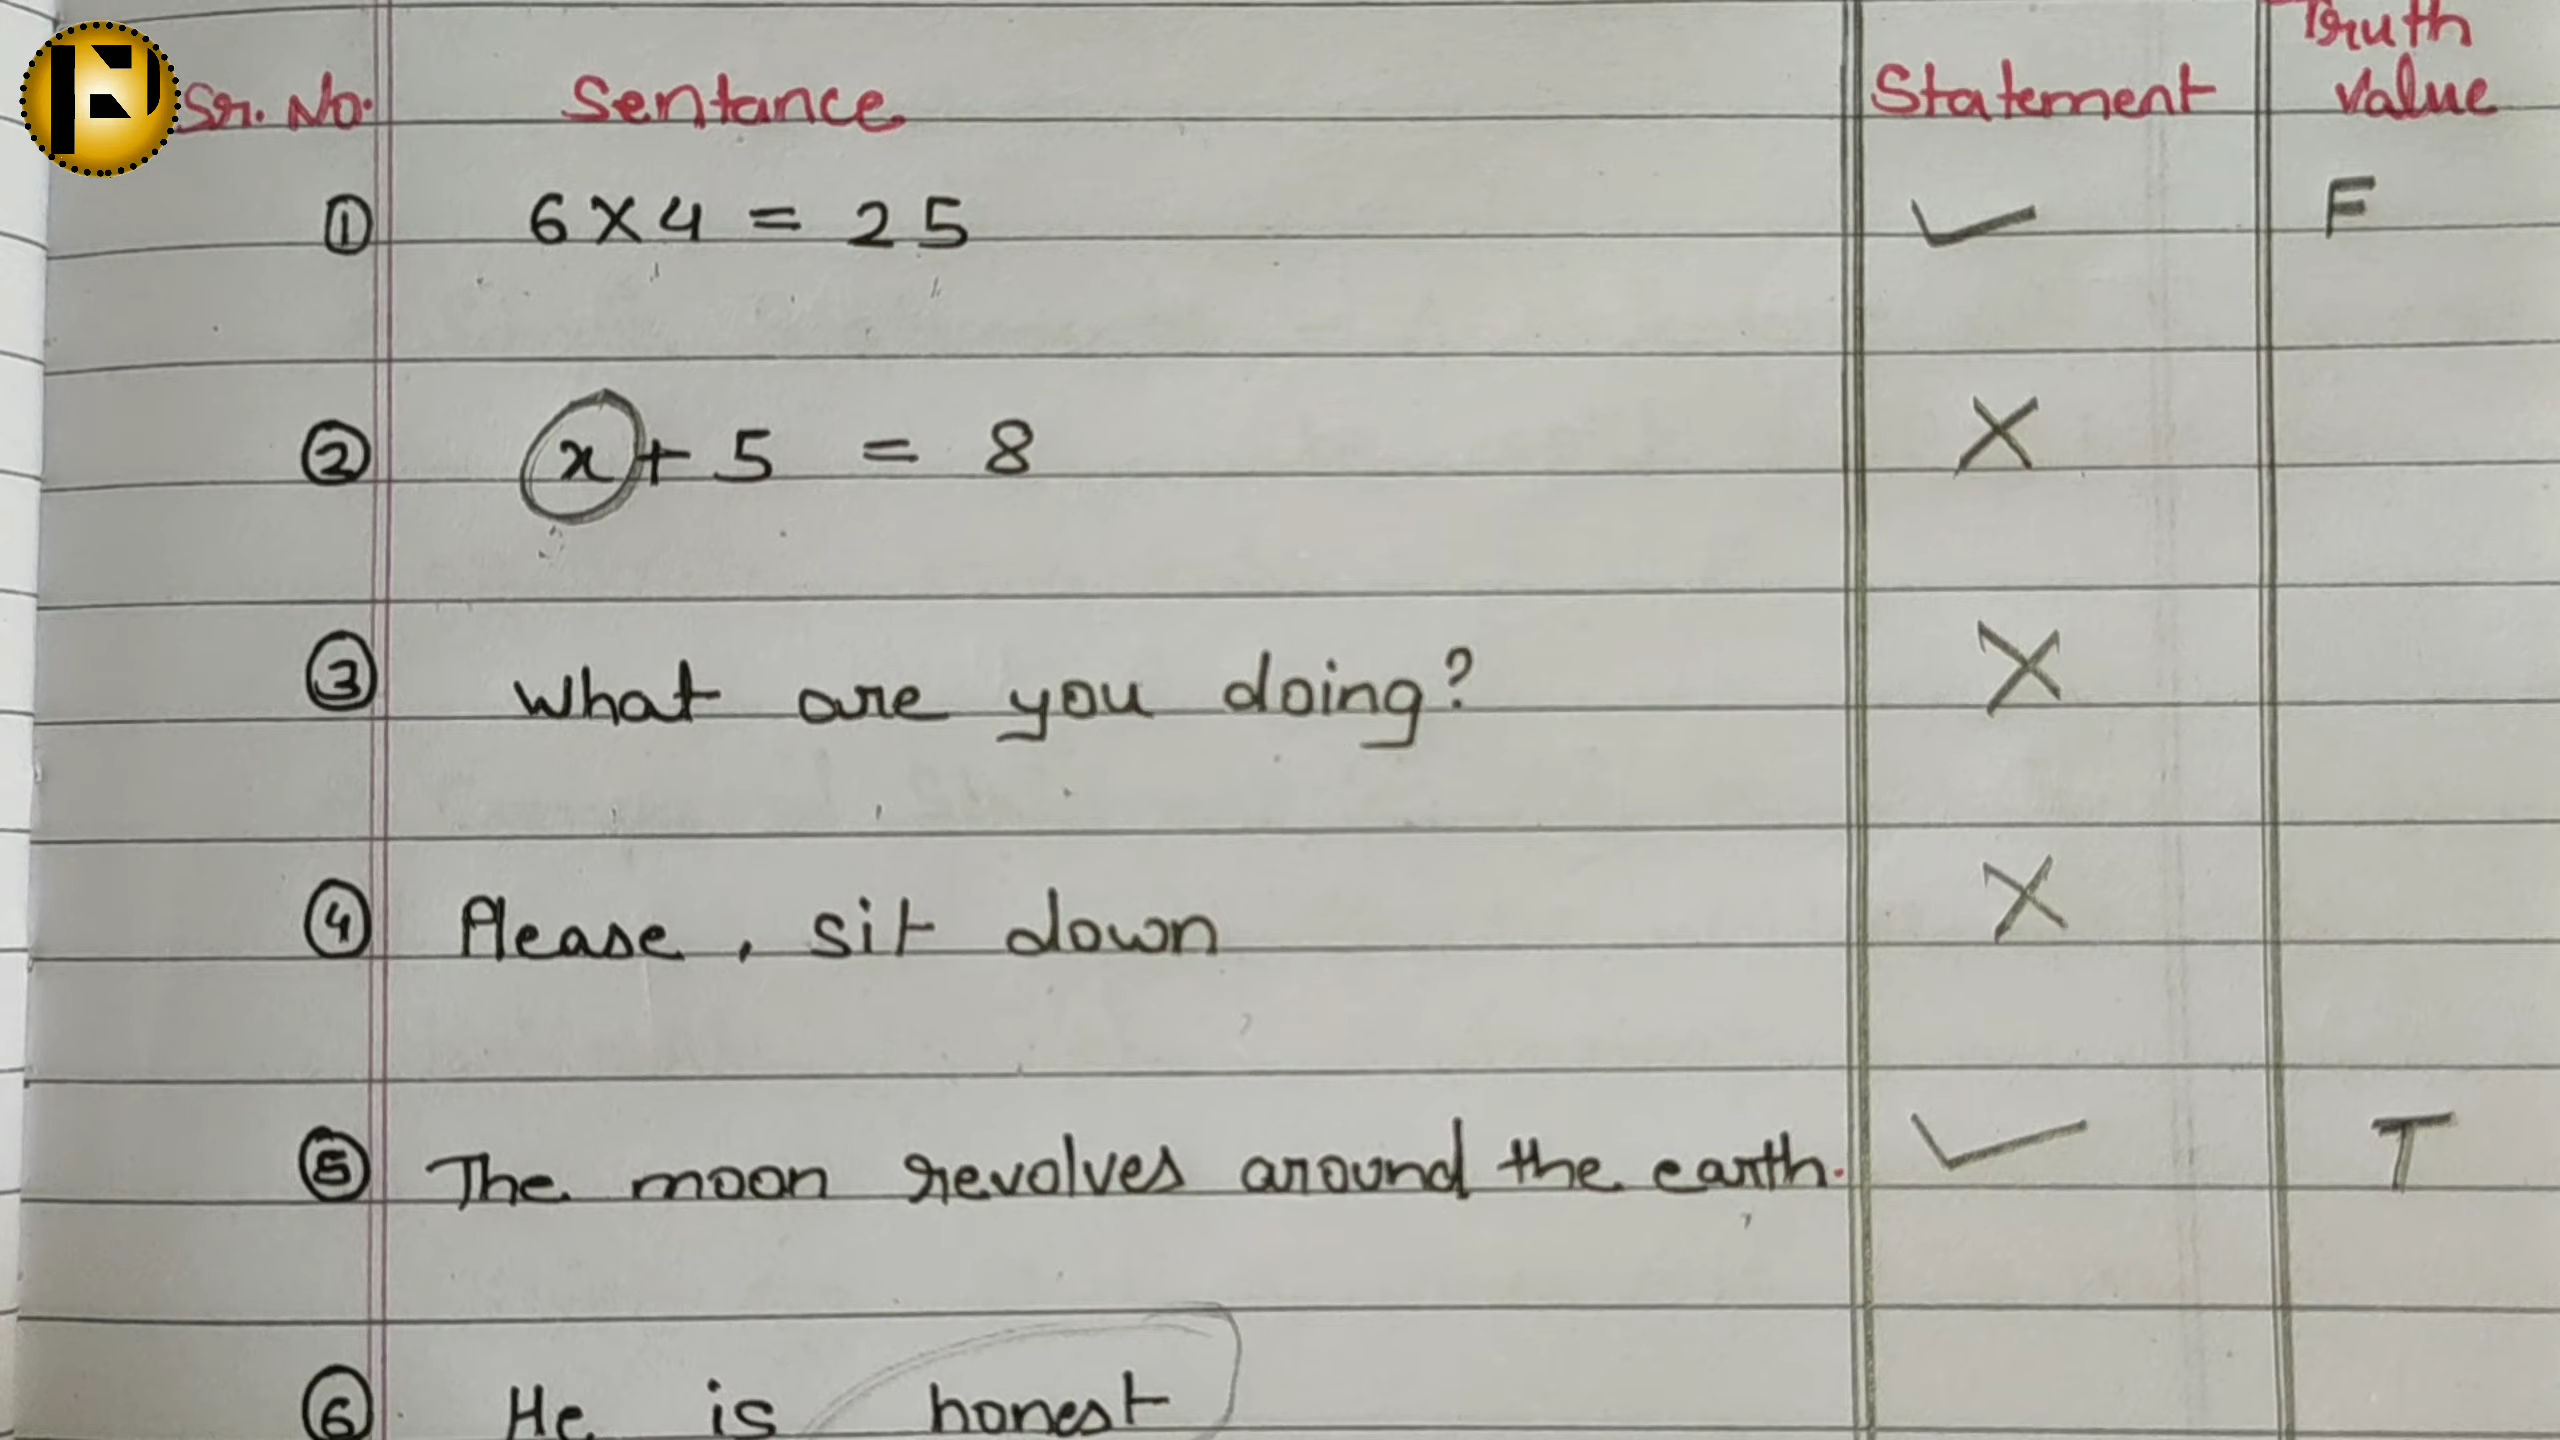 Sr. No. Sentance Statement Truth Value
① 6 × 4 = 25 ✓ F
② x + 5 = 8 ✗
③ What are you doing? ✗
④ Please, sit down ✗
⑤ The moon revolves around the earth. ✓ T
⑥ He is honest